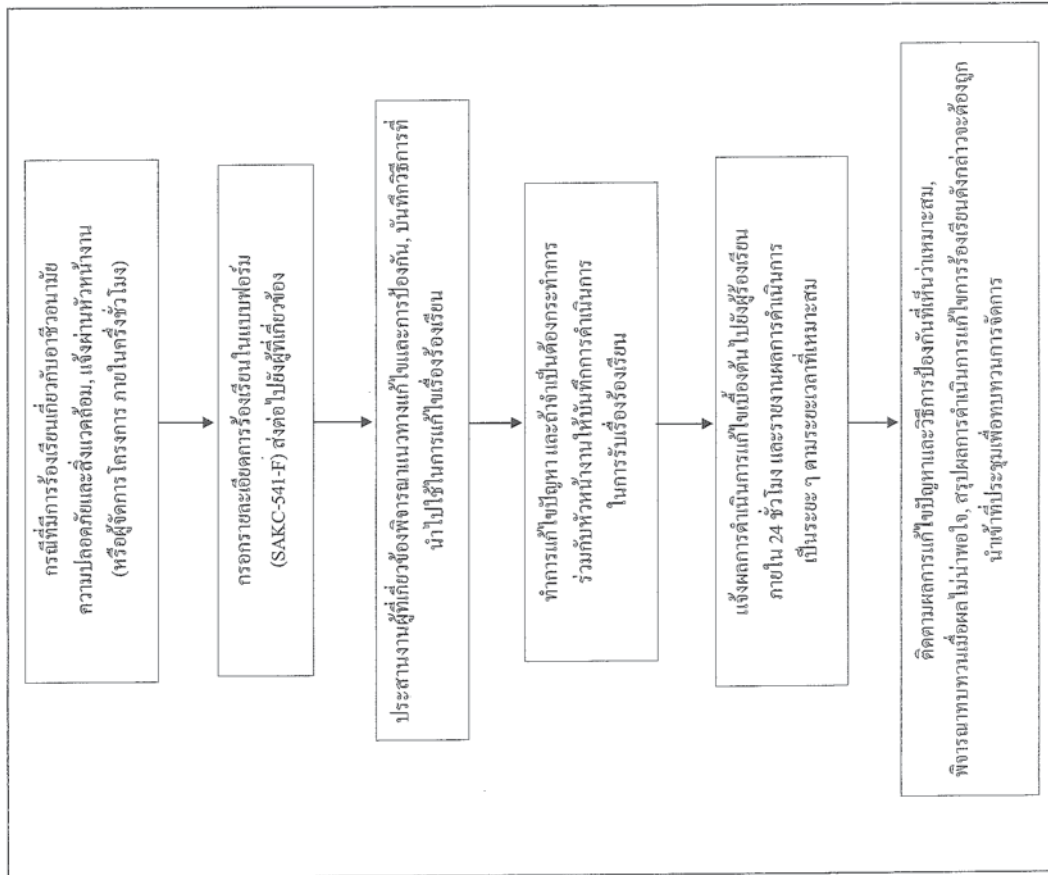 กรณีที่มีการร้องเรียนเกี่ยวกับอาชีวอนามัย
ความปลอดภัยและสิ่งแวดล้อม, แจ้งผ่านหัวหน้างาน
(หรือผู้จัดการโครงการ ภายในครึ่งชั่วโมง)
กรอกรายละเอียดการร้องเรียนในแบบฟอร์ม
(SAKC-541-F) ส่งต่อไปยังผู้ที่เกี่ยวข้อง
ประสานงานผู้ที่เกี่ยวข้องพิจารณาแนวทางแก้ไขและการป้องกัน, บันทึกวิธีการที่
นำไปใช้ในการแก้ไขเรื่องร้องเรียน
ทำการแก้ไขปัญหา และถ้าจำเป็นต้องกระทำการ
ร่วมกับหัวหน้างานให้บันทึกการดำเนินการ
ในการรับเรื่องร้องเรียน
แจ้งผลการดำเนินการแก้ไขเบื้องต้นไปยังผู้ร้องเรียน
ภายใน 24 ชั่วโมง และรายงานผลการดำเนินการ
เป็นระยะ ๆ ตามระยะเวลาที่เหมาะสม
ติดตามผลการแก้ไขปัญหาและวิธีการป้องกันที่เห็นว่าเหมาะสม,
พิจารณาทบทวนเมื่อผลไม่น่าพอใจ, สรุปผลการดำเนินการแก้ไขการร้องเรียนดังกล่าวจะต้องถูก
นำเข้าที่ประชุมเพื่อทบทวนการจัดการ